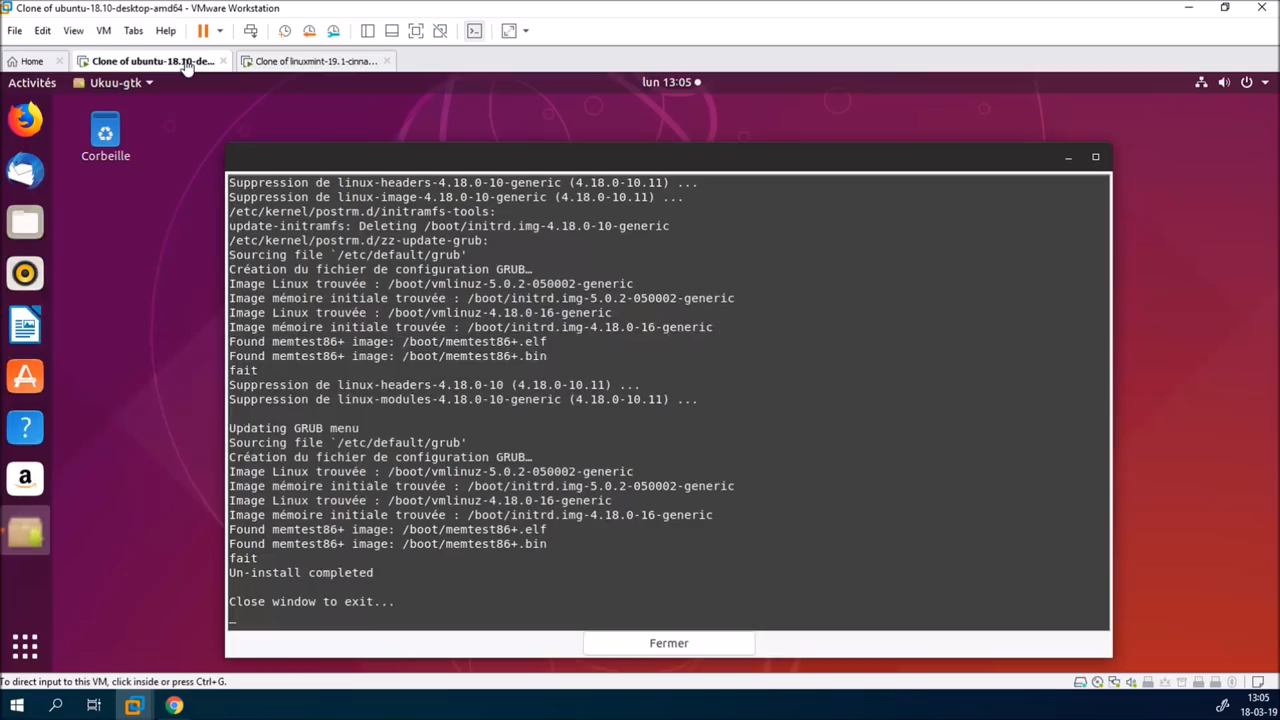 Clone of ubuntu-18.10-desktop-amd64 - VMware Workstation
File Edit View VM Tabs Help
Home Clone of ubuntu-18.10-de... Clone of linuxmint-19.1-cinna...
Activités Ukuu-gtk lun 13:05
Corbeille
Suppression de linux-headers-4.18.0-10-generic (4.18.0-10.11) ...
Suppression de linux-image-4.18.0-10-generic (4.18.0-10.11) ...
/etc/kernel/postrm.d/initramfs-tools:
update-initramfs: Deleting /boot/initrd.img-4.18.0-10-generic
/etc/kernel/postrm.d/zz-update-grub:
Sourcing file `/etc/default/grub'
Création du fichier de configuration GRUB…
Image Linux trouvée : /boot/vmlinuz-5.0.2-050002-generic
Image mémoire initiale trouvée : /boot/initrd.img-5.0.2-050002-generic
Image Linux trouvée : /boot/vmlinuz-4.18.0-16-generic
Image mémoire initiale trouvée : /boot/initrd.img-4.18.0-16-generic
Found memtest86+ image: /boot/memtest86+.elf
Found memtest86+ image: /boot/memtest86+.bin
fait
Suppression de linux-headers-4.18.0-10 (4.18.0-10.11) ...
Suppression de linux-modules-4.18.0-10-generic (4.18.0-10.11) ...
Updating GRUB menu
Sourcing file `/etc/default/grub'
Création du fichier de configuration GRUB…
Image Linux trouvée : /boot/vmlinuz-5.0.2-050002-generic
Image mémoire initiale trouvée : /boot/initrd.img-5.0.2-050002-generic
Image Linux trouvée : /boot/vmlinuz-4.18.0-16-generic
Image mémoire initiale trouvée : /boot/initrd.img-4.18.0-16-generic
Found memtest86+ image: /boot/memtest86+.elf
Found memtest86+ image: /boot/memtest86+.bin
fait
Un-install completed
Close window to exit...
Fermer
To direct input to this VM, click inside or press Ctrl+G.
13:05
18-03-19